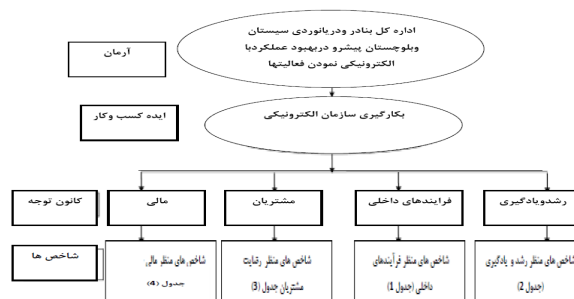 اداره کل بنادر ودریانوردی سیستان
وبلوچستان پیشرو دربهبود عملکردبا
الکترونیکی نمودن فعالیتها
آرمان
بکارگیری سازمان الکترونیکی
ایده کسب وکار
رشدویادگیری
فرایندهای داخلی
مشتریان
مالی
کانون توجه
شاخص های منظر رشد و یادگیری
(جدول 2)
شاخص های منظر فرآیندهای
داخلی (جدول 1)
شاخص های منظر رضایت
مشتریان جدول (3)
شاخص های منظر مالی
جدول (4)
شاخص ها